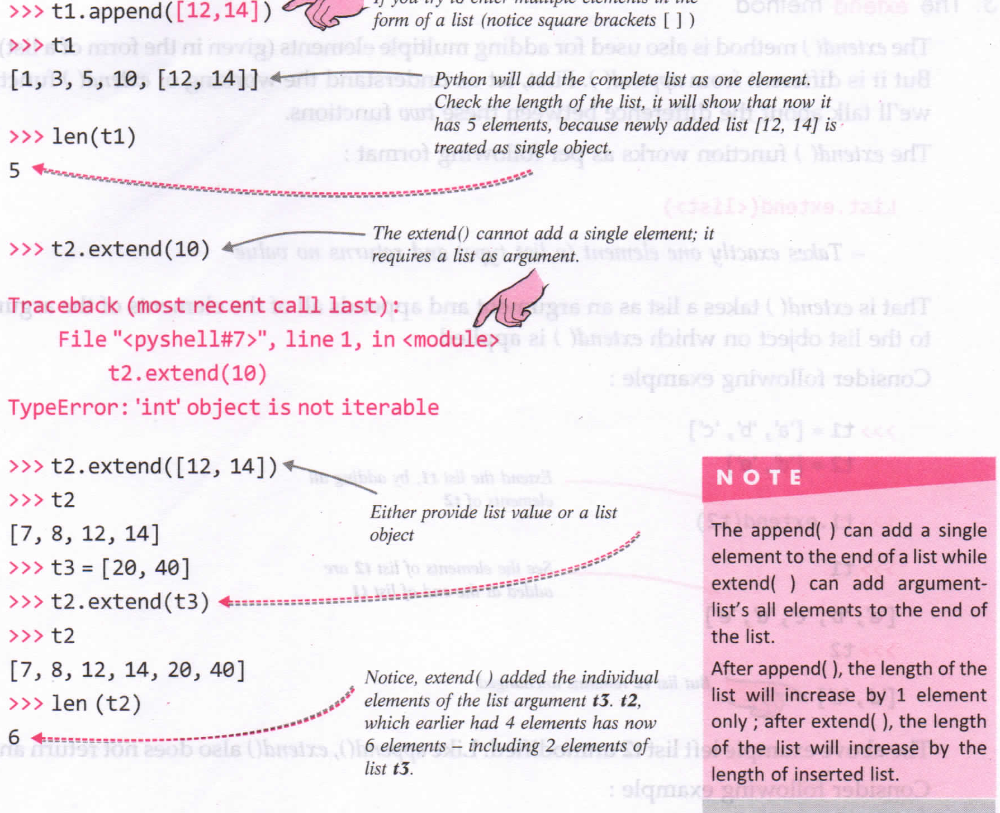 >>> t1.append([12,14])
If you try to enter multiple elements in the
form of a list (notice square brackets [ ] )
>>> t1
[1, 3, 5, 10, [12, 14]]
Python will add the complete list as one element.
Check the length of the list, it will show that now it
has 5 elements, because newly added list [12, 14] is
treated as single object.
>>> len(t1)
5
>>> t2.extend(10)
The extend() cannot add a single element; it
requires a list as argument.
Traceback (most recent call last):
File "<pyshell#7>", line 1, in <module>
t2.extend(10)
TypeError: 'int' object is not iterable
>>> t2.extend([12, 14])
>>> t2
[7, 8, 12, 14]
Either provide list value or a list
object
>>> t3 = [20, 40]
>>> t2.extend(t3)
>>> t2
[7, 8, 12, 14, 20, 40]
>>> len (t2)
6
Notice, extend( ) added the individual
elements of the list argument t3. t2,
which earlier had 4 elements has now
6 elements – including 2 elements of
list t3.
NOTE
The append( ) can add a single
element to the end of a list while
extend( ) can add argument-
list's all elements to the end of
the list.
After append( ), the length of the
list will increase by 1 element
only ; after extend( ), the length
of the list will increase by the
length of inserted list.